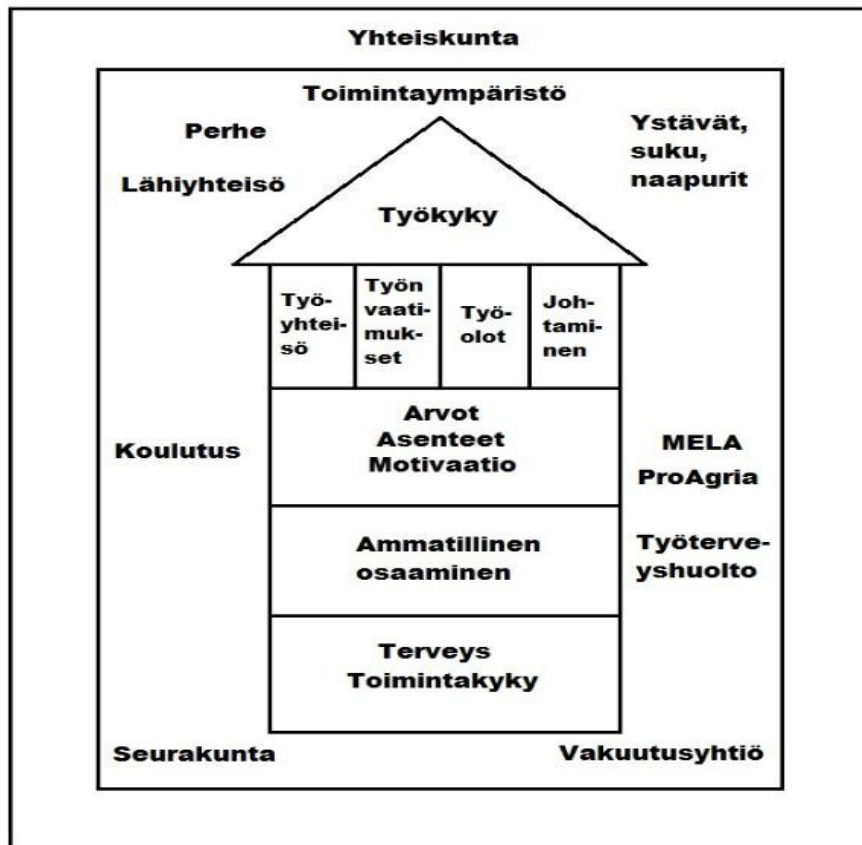 Yhteiskunta
Toimintaympäristö
Perhe
Lähiyhteisö
Ystävät,
suku,
naapurit
Työkyky
Työ-
yhtei-
sö
Työn
vaati-
muk-
set
Työ-
olot
Joh-
tami-
nen
Arvot
Asenteet
Motivaatio
Koulutus
MELA
ProAgria
Ammatillinen
osaaminen
Työterve-
yshuolto
Terveys
Toimintakyky
Seurakunta
Vakuutusyhtiö